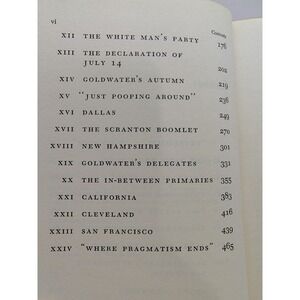 vi
Contents
XII THE WHITE MAN'S PARTY 178
XIII THE DECLARATION OF
JULY 14 202
XIV GOLDWATER'S AUTUMN 219
XV "JUST POOPING AROUND" 236
XVI DALLAS 249
XVII THE SCRANTON BOOMLET 270
XVIII NEW HAMPSHIRE 301
XIX GOLDWATER'S DELEGATES 331
XX THE IN-BETWEEN PRIMARIES 355
XXI CALIFORNIA 383
XXII CLEVELAND 416
XXIII SAN FRANCISCO 439
XXIV "WHERE PRAGMATISM ENDS" 465